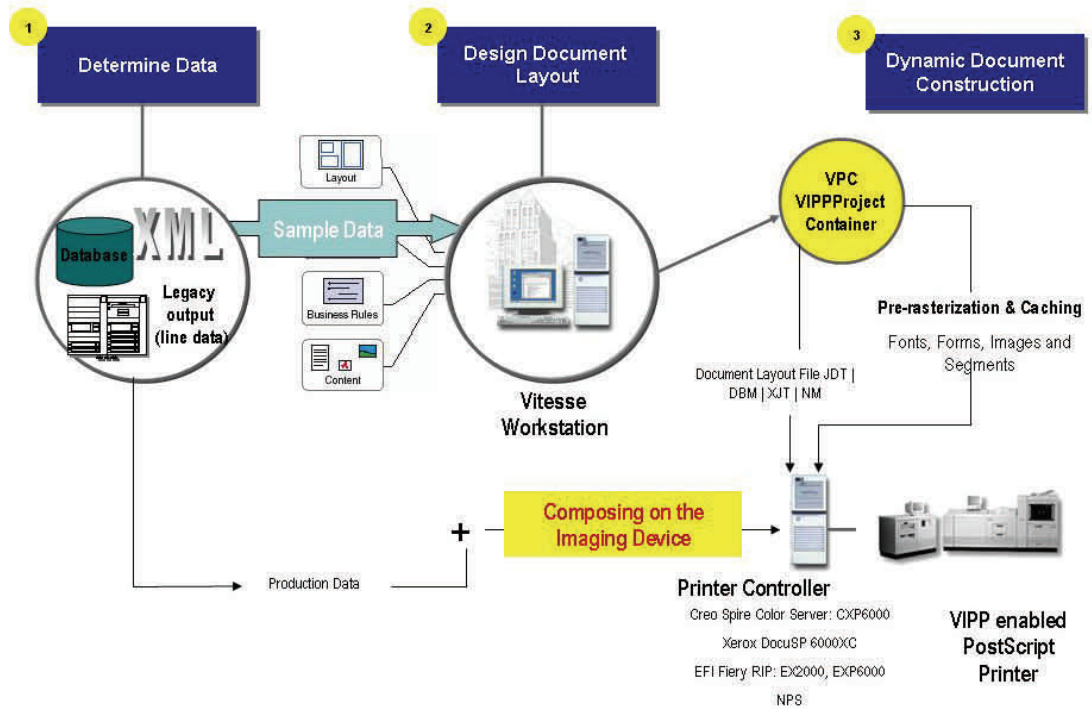 1
Determine Data
2
Design Document
Layout
3
Dynamic Document
Construction
Database
XML
Legacy
output
(line data)
Sample Data
Layout
Business Rules
Content
Vitesse
Workstation
VPC
VIPPProject
Container
Pre-rasterization & Caching
Fonts, Forms, Images and
Segments
Document Layout File JDT |
DBM | XJT | NM
Production Data
+
Composing on the
Imaging Device
Printer Controller
Creo Spire Color Server: CXP6000
Xerox DocuSP 6000XC
EFI Fiery RIP: EX2000, EXP6000
NPS
VIPP enabled
PostScript
Printer